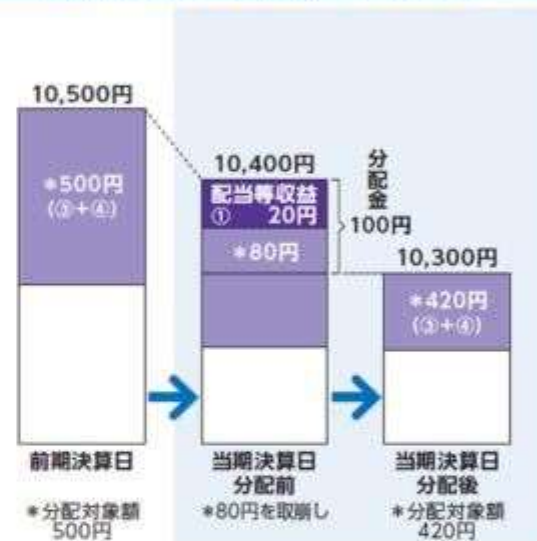 10,500円
*500円
(③+④)
10,400円
配当等収益
① 20円
*80円
分配金
100円
10,300円
*420円
(③+④)
前期決算日
*分配対象額
500円
当期決算日
分配前
*80円を取崩し
当期決算日
分配後
*分配対象額
420円